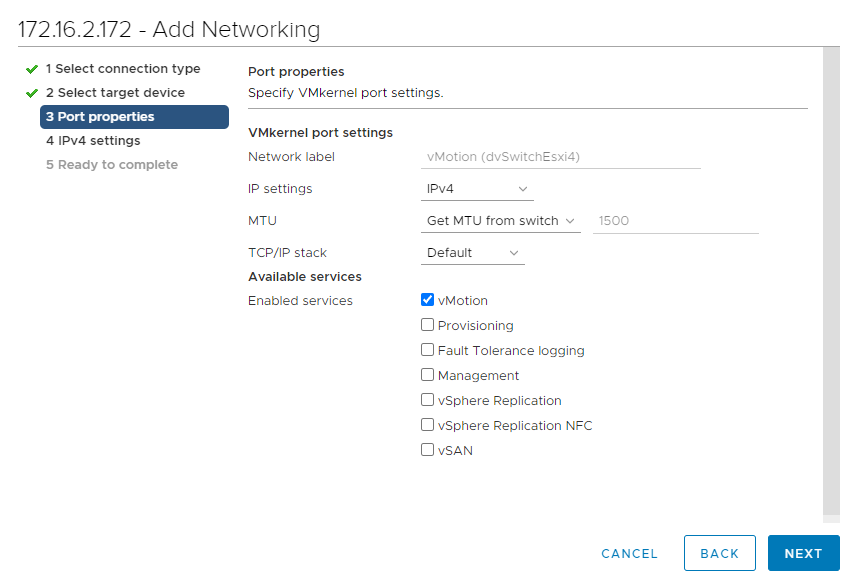 172.16.2.172 - Add Networking
1 Select connection type
2 Select target device
3 Port properties
4 IPv4 settings
5 Ready to complete
Port properties
Specify VMkernel port settings.
VMkernel port settings
Network label vMotion (dvSwitchEsxi4)
IP settings IPv4
MTU Get MTU from switch 1500
TCP/IP stack Default
Available services
Enabled services vMotion
Provisioning
Fault Tolerance logging
Management
vSphere Replication
vSphere Replication NFC
vSAN
CANCEL BACK NEXT